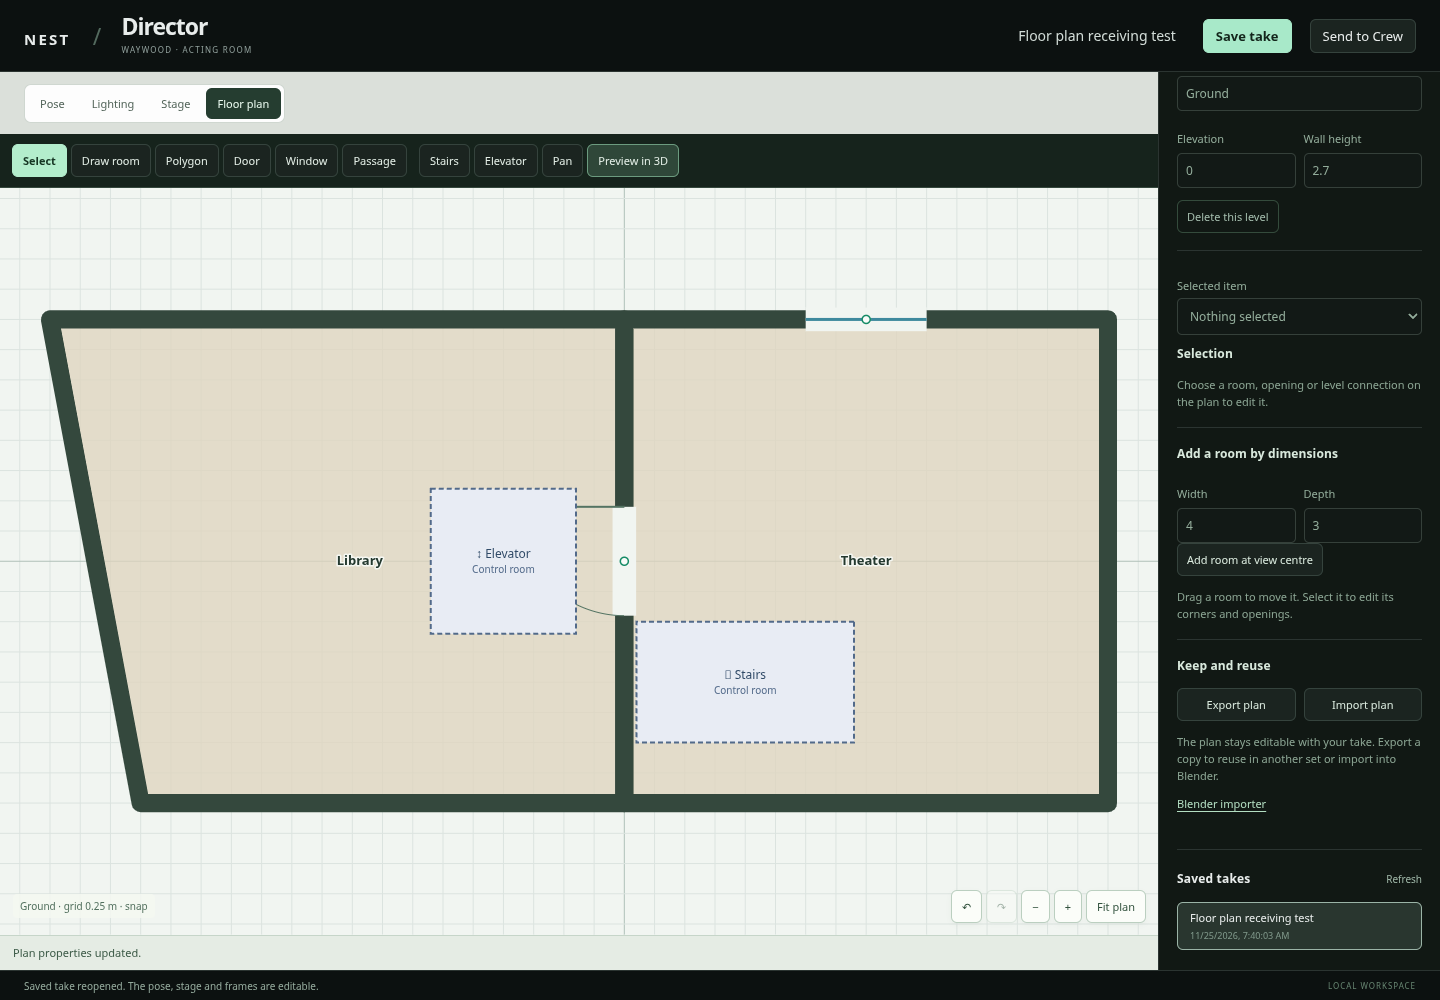 NEST / Director
WAYWOOD · ACTING ROOM
Floor plan receiving test
Save take
Send to Crew
Pose
Lighting
Stage
Floor plan
Select
Draw room
Polygon
Door
Window
Passage
Stairs
Elevator
Pan
Preview in 3D
Library
↕ Elevator
Control room
Theater
Stairs
Control room
Ground · grid 0.25 m · snap
↶
↷
−
+
Fit plan
Plan properties updated.
Ground
Elevation
Wall height
0
2.7
Delete this level
Selected item
Nothing selected
Selection
Choose a room, opening or level connection on
the plan to edit it.
Add a room by dimensions
Width
Depth
4
3
Add room at view centre
Drag a room to move it. Select it to edit its
corners and openings.
Keep and reuse
Export plan
Import plan
The plan stays editable with your take. Export a
copy to reuse in another set or import into
Blender.
Blender importer
Saved takes
Refresh
Floor plan receiving test
11/25/2026, 7:40:03 AM
Saved take reopened. The pose, stage and frames are editable.
LOCAL WORKSPACE